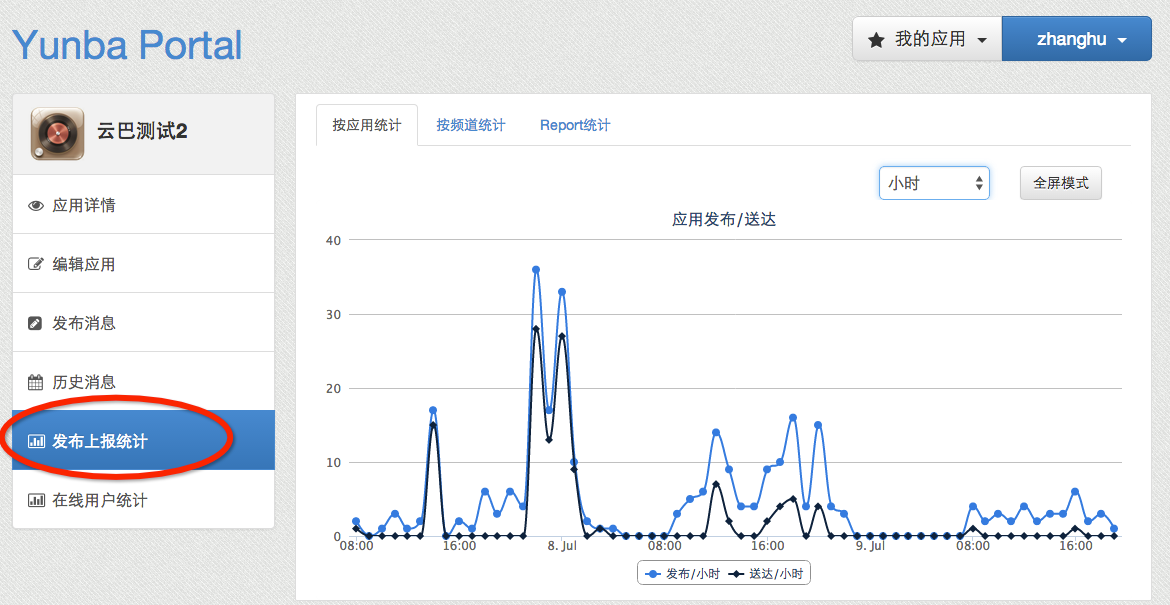 Yunba Portal
我的应用
zhanghu
云巴测试2
应用详情
编辑应用
发布消息
历史消息
发布上报统计
在线用户统计
按应用统计
按频道统计
Report统计
小时
全屏模式
应用发布/送达
40
30
20
10
0
08:00
16:00
8. Jul
08:00
16:00
9. Jul
08:00
16:00
发布/小时
送达/小时